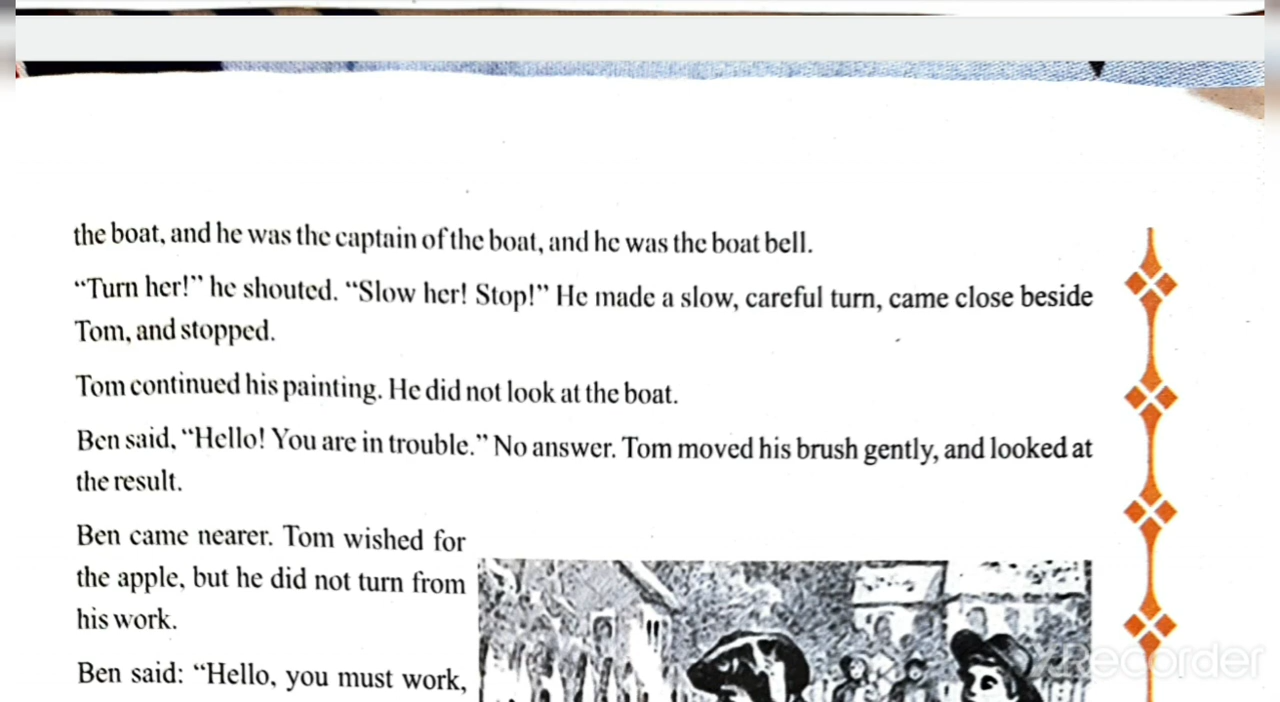 the boat, and he was the captain of the boat, and he was the boat bell.
“Turn her!” he shouted. “Slow her! Stop!” He made a slow, careful turn, came close beside
Tom, and stopped.
Tom continued his painting. He did not look at the boat.
Ben said, “Hello! You are in trouble.” No answer. Tom moved his brush gently, and looked at
the result.
Ben came nearer. Tom wished for
the apple, but he did not turn from
his work.
Ben said: “Hello, you must work,
Recorder